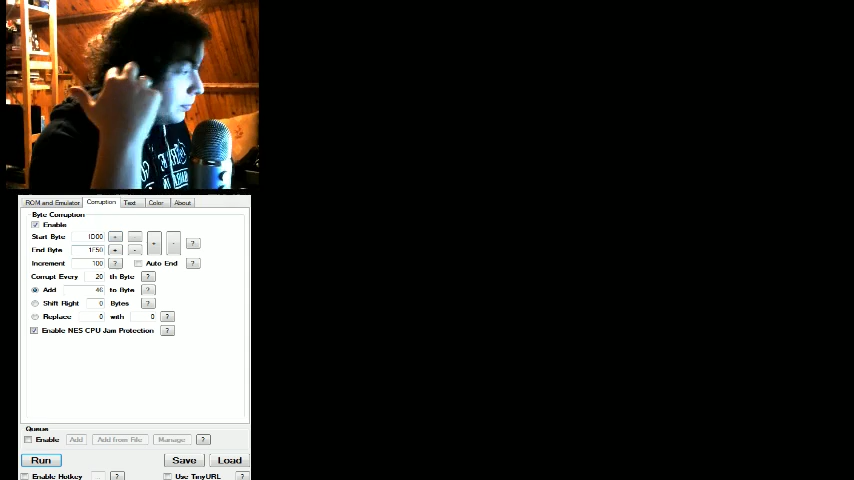 ROM and Emulator Corruption Text Color About
Byte Corruption
Enable
Start Byte 1D00 + - + - ?
End Byte 1F50 + -
Increment 100 ? Auto End ?
Corrupt Every 20 th Byte ?
Add 46 to Byte ?
Shift Right 0 Bytes ?
Replace 0 with 0 ?
Enable NES CPU Jam Protection ?
Queue
Enable Add Add from File Manage ?
Run Save Load
Enable Hotkey ... ? Use TinyURL ?